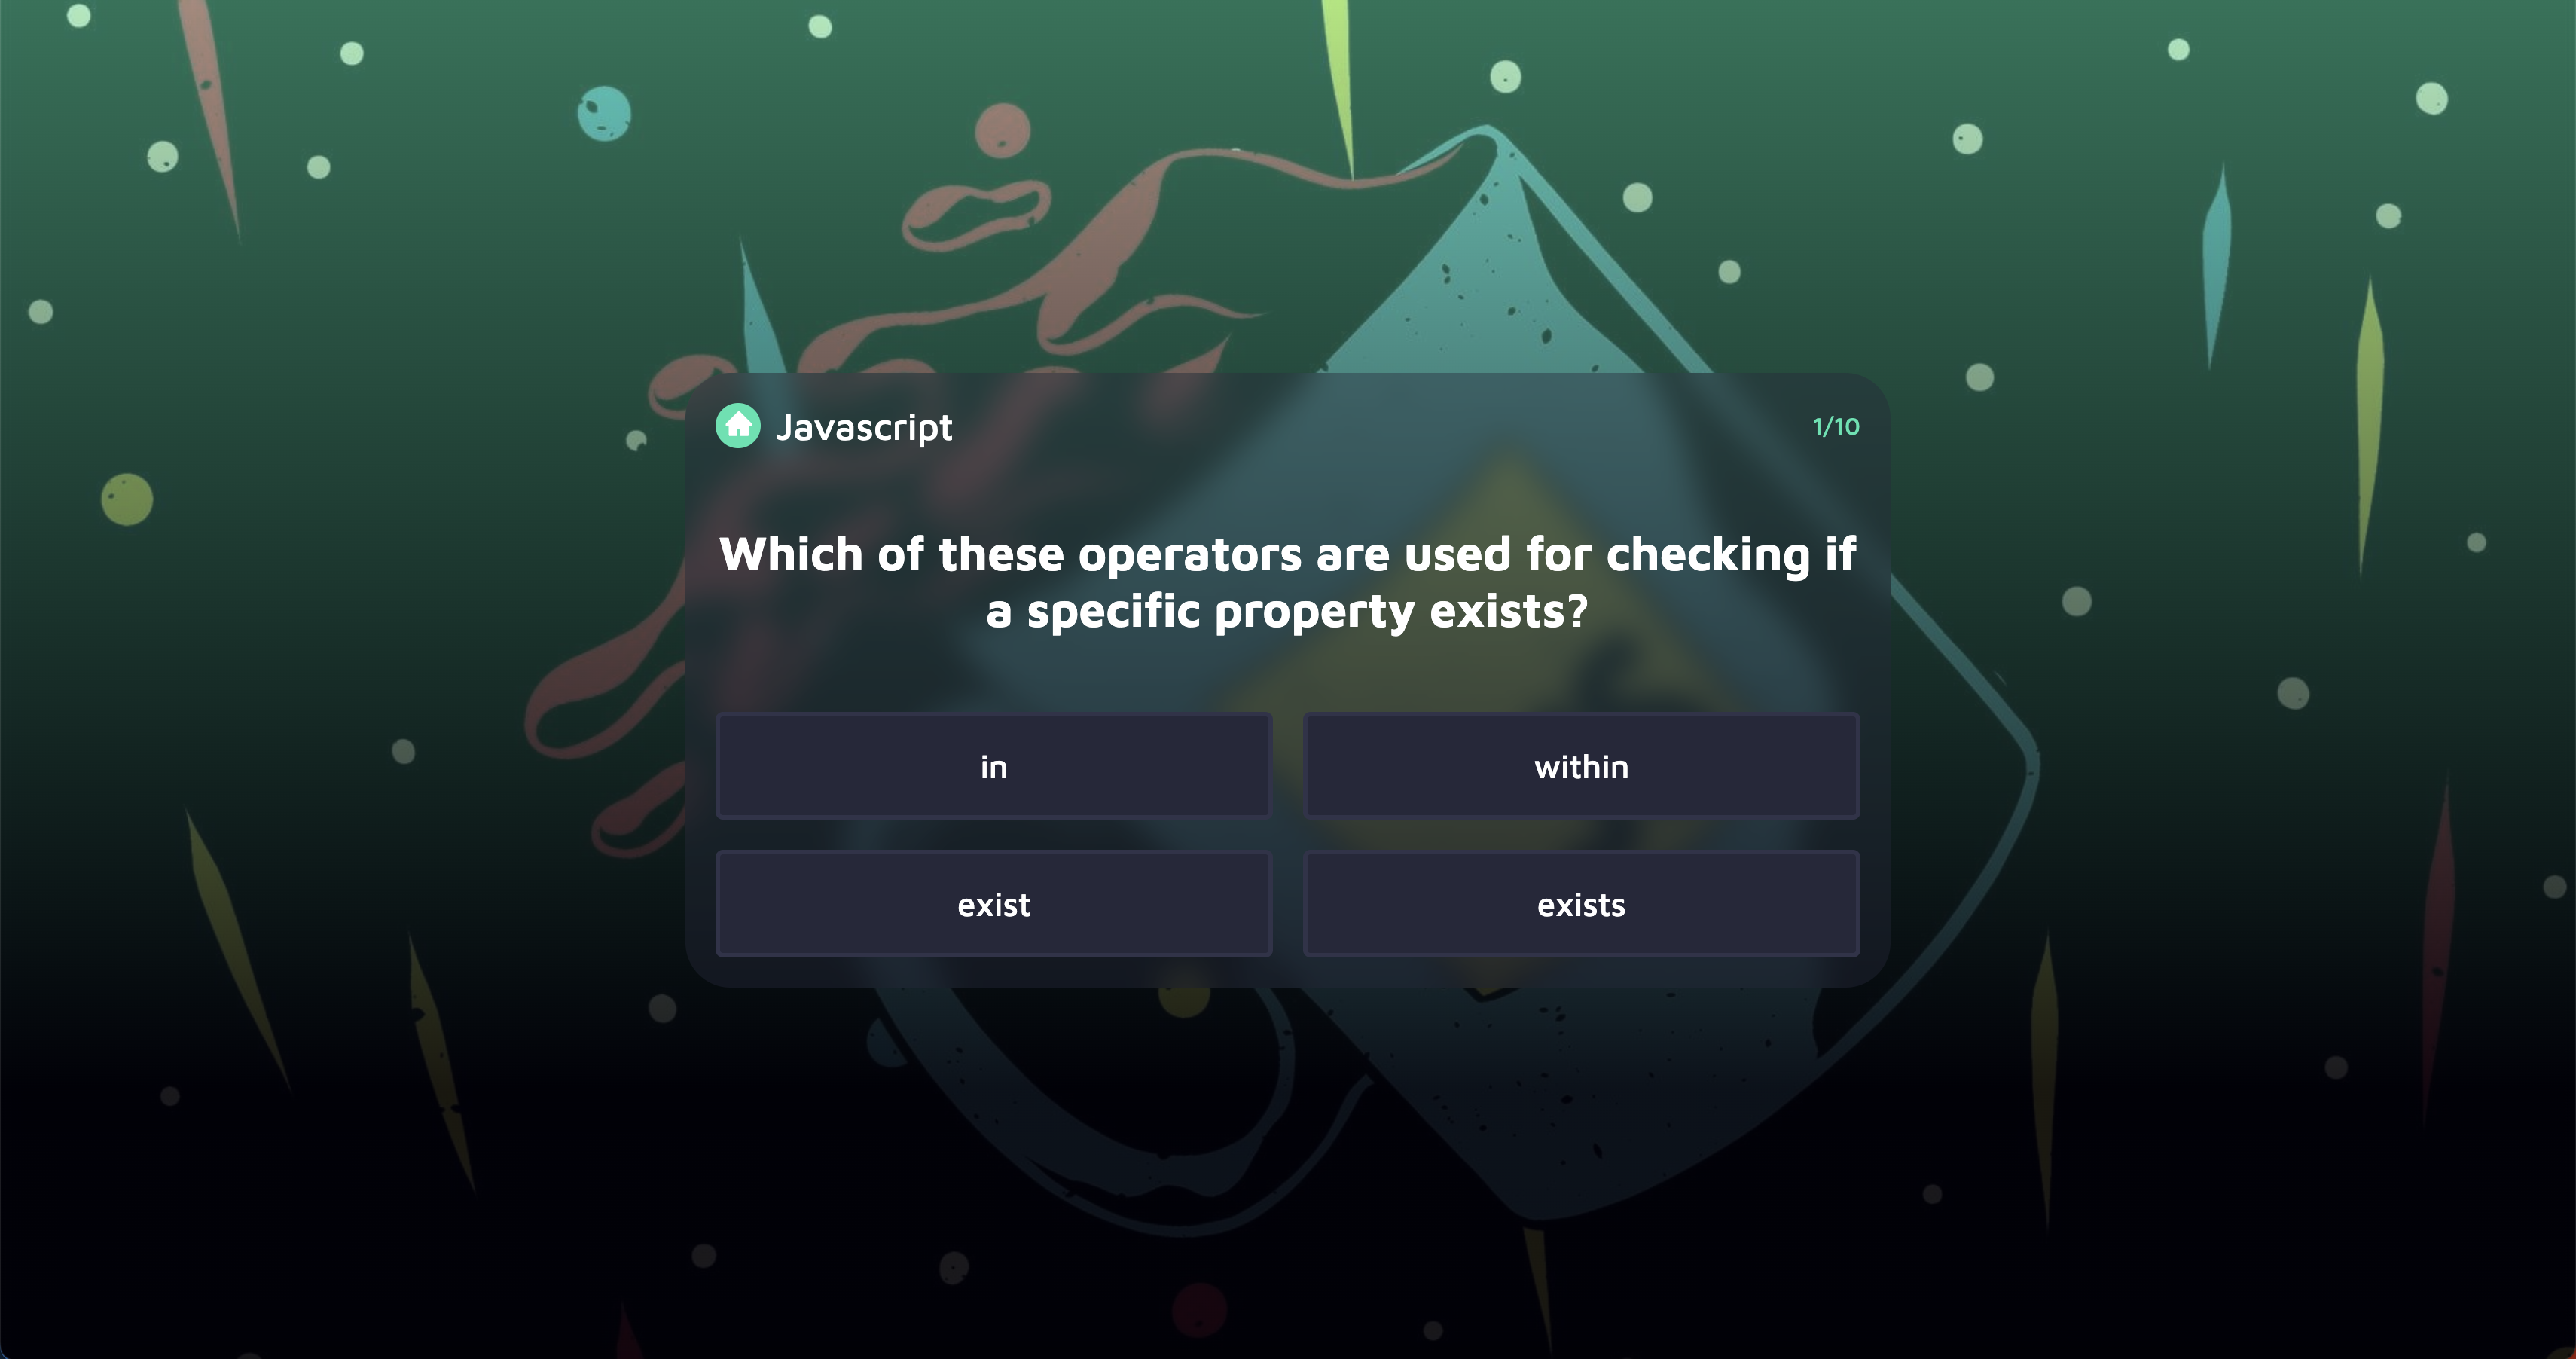 Javascript
1/10
Which of these operators are used for checking if
a specific property exists?
in
within
exist
exists